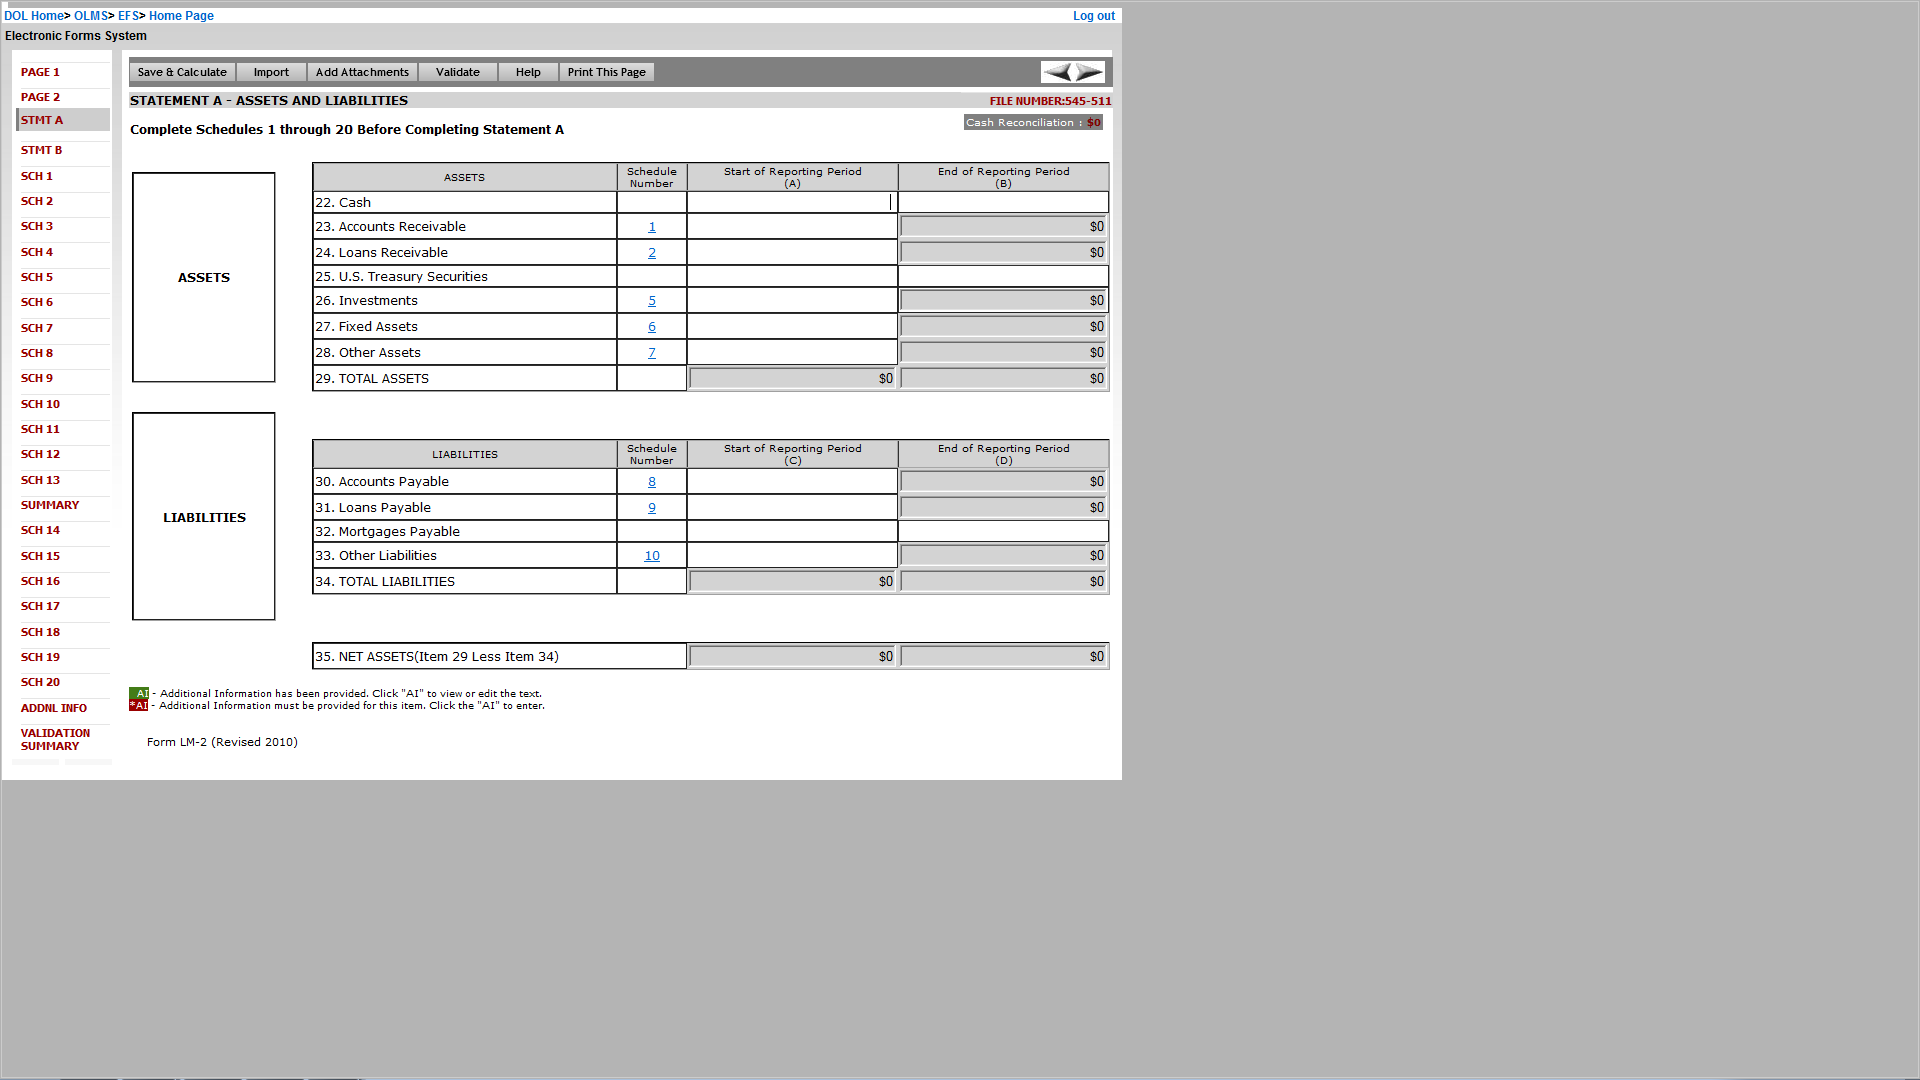 DOL Home> OLMS> EFS> Home Page
Log out
Electronic Forms System
PAGE 1
PAGE 2
STMT A
STMT B
SCH 1
SCH 2
SCH 3
SCH 4
SCH 5
SCH 6
SCH 7
SCH 8
SCH 9
SCH 10
SCH 11
SCH 12
SCH 13
SUMMARY
SCH 14
SCH 15
SCH 16
SCH 17
SCH 18
SCH 19
SCH 20
ADDNL INFO
VALIDATION
SUMMARY
Save & Calculate Import Add Attachments Validate Help Print This Page
STATEMENT A - ASSETS AND LIABILITIES
FILE NUMBER:545-511
Complete Schedules 1 through 20 Before Completing Statement A
Cash Reconciliation : $0
ASSETS
ASSETS Schedule Number Start of Reporting Period (A) End of Reporting Period (B)
22. Cash
23. Accounts Receivable 1 $0
24. Loans Receivable 2 $0
25. U.S. Treasury Securities
26. Investments 5 $0
27. Fixed Assets 6 $0
28. Other Assets 7 $0
29. TOTAL ASSETS $0 $0
LIABILITIES
LIABILITIES Schedule Number Start of Reporting Period (C) End of Reporting Period (D)
30. Accounts Payable 8 $0
31. Loans Payable 9 $0
32. Mortgages Payable
33. Other Liabilities 10 $0
34. TOTAL LIABILITIES $0 $0
35. NET ASSETS(Item 29 Less Item 34) $0 $0
AI - Additional Information has been provided. Click "AI" to view or edit the text.
*AI - Additional Information must be provided for this item. Click the "AI" to enter.
Form LM-2 (Revised 2010)